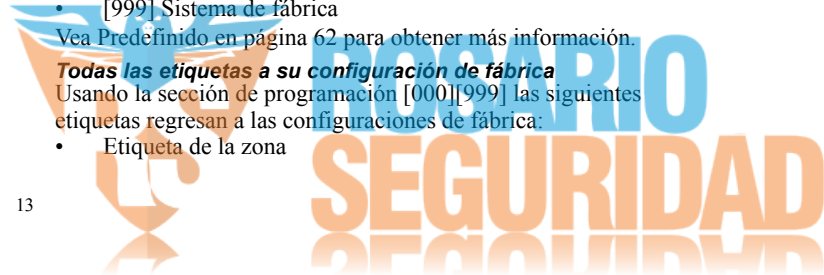 • [999] Sistema de fábrica
Vea Predefinido en página 62 para obtener más información.
Todas las etiquetas a su configuración de fábrica
Usando la sección de programación [000][999] las siguientes
etiquetas regresan a las configuraciones de fábrica:
• Etiqueta de la zona
13
ROSARIO
SEGURIDAD